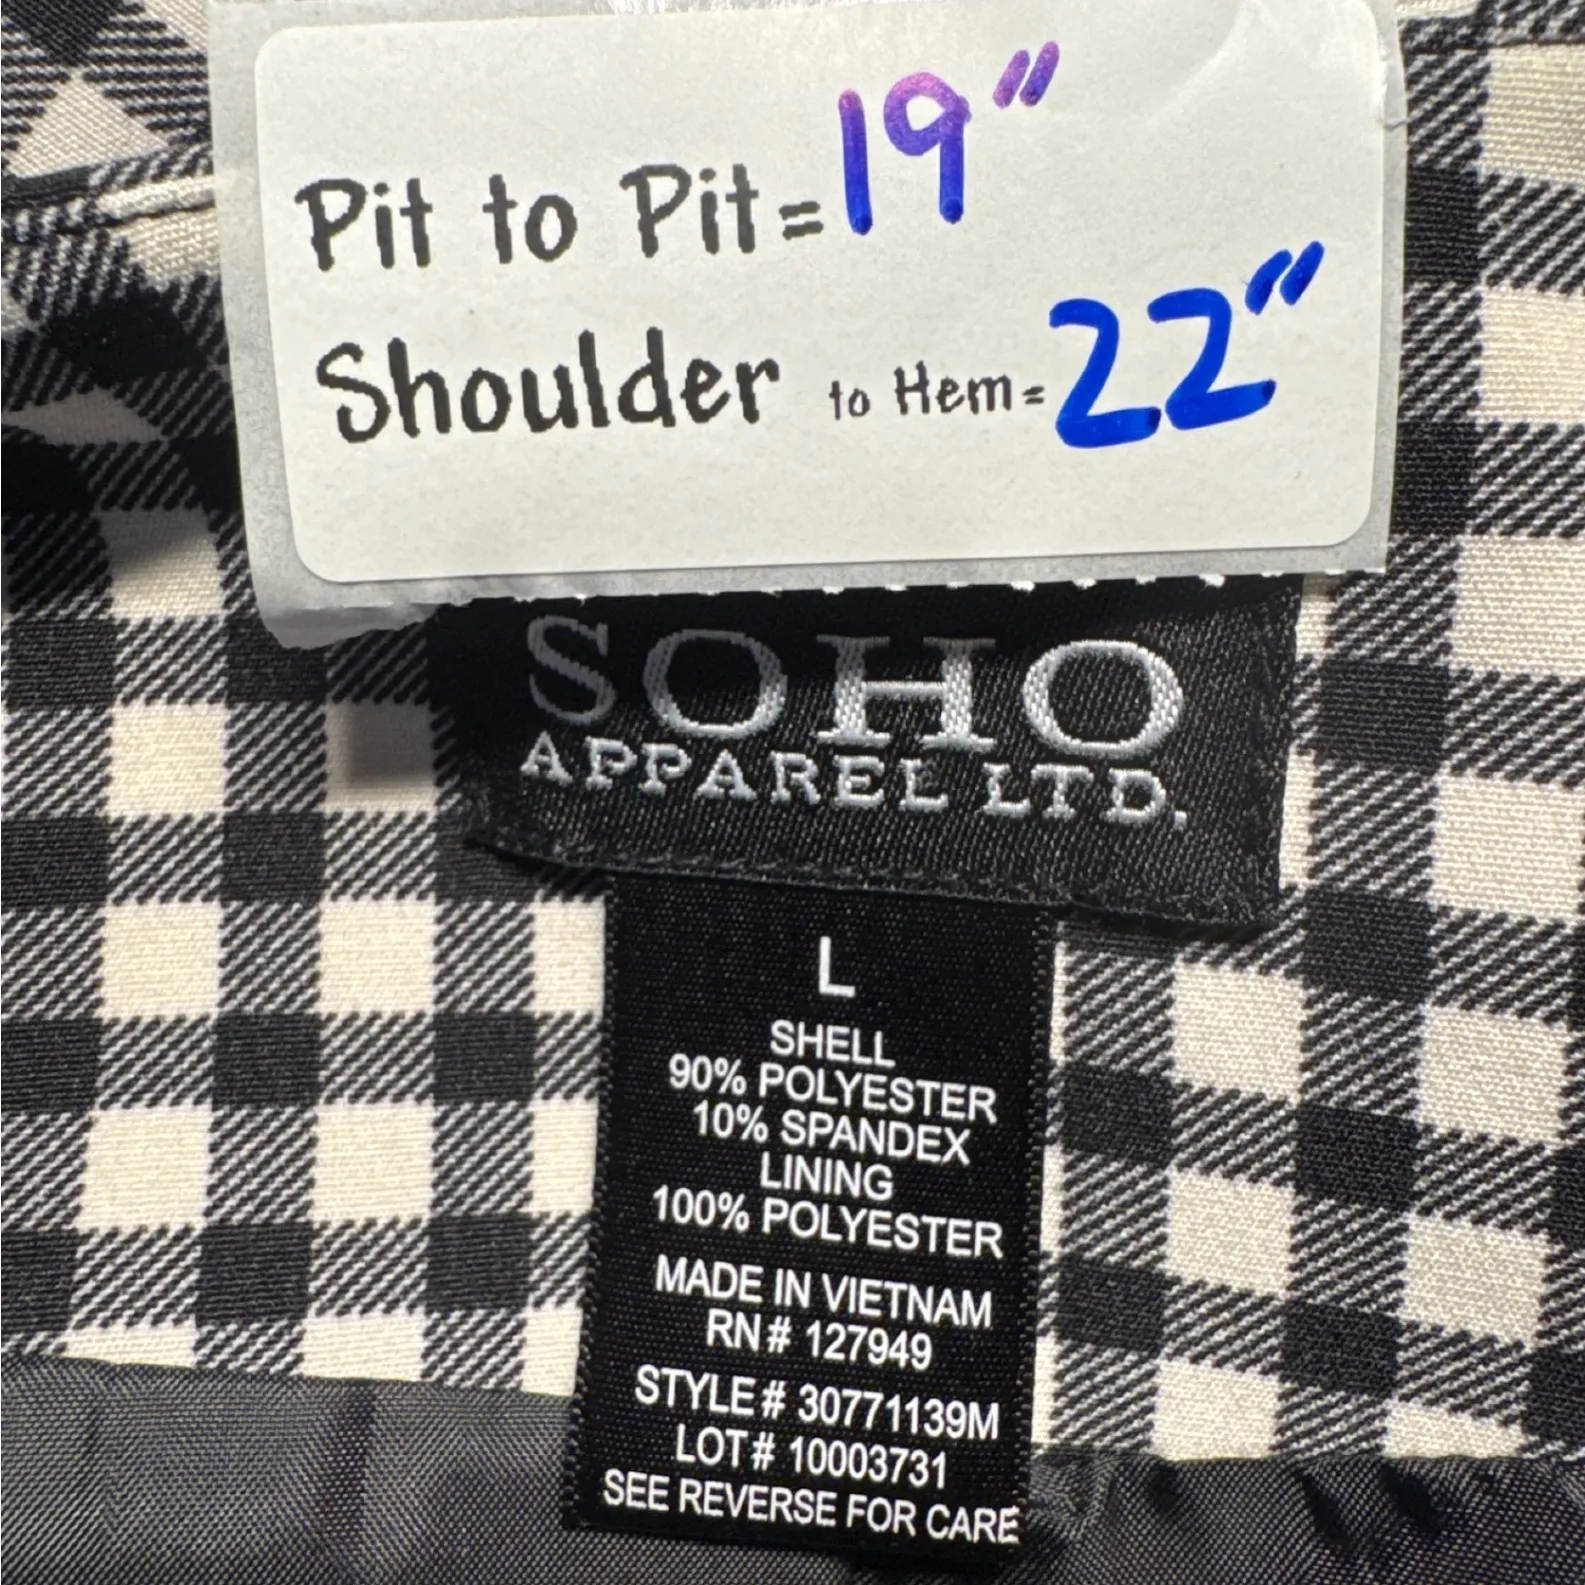 Pit to Pit = 19"
Shoulder to Hem = 22"
SOHO
APPAREL LTD.
L
SHELL
90% POLYESTER
10% SPANDEX
LINING
100% POLYESTER
MADE IN VIETNAM
RN# 127949
STYLE# 30771139M
LOT# 10003731
SEE REVERSE FOR CARE